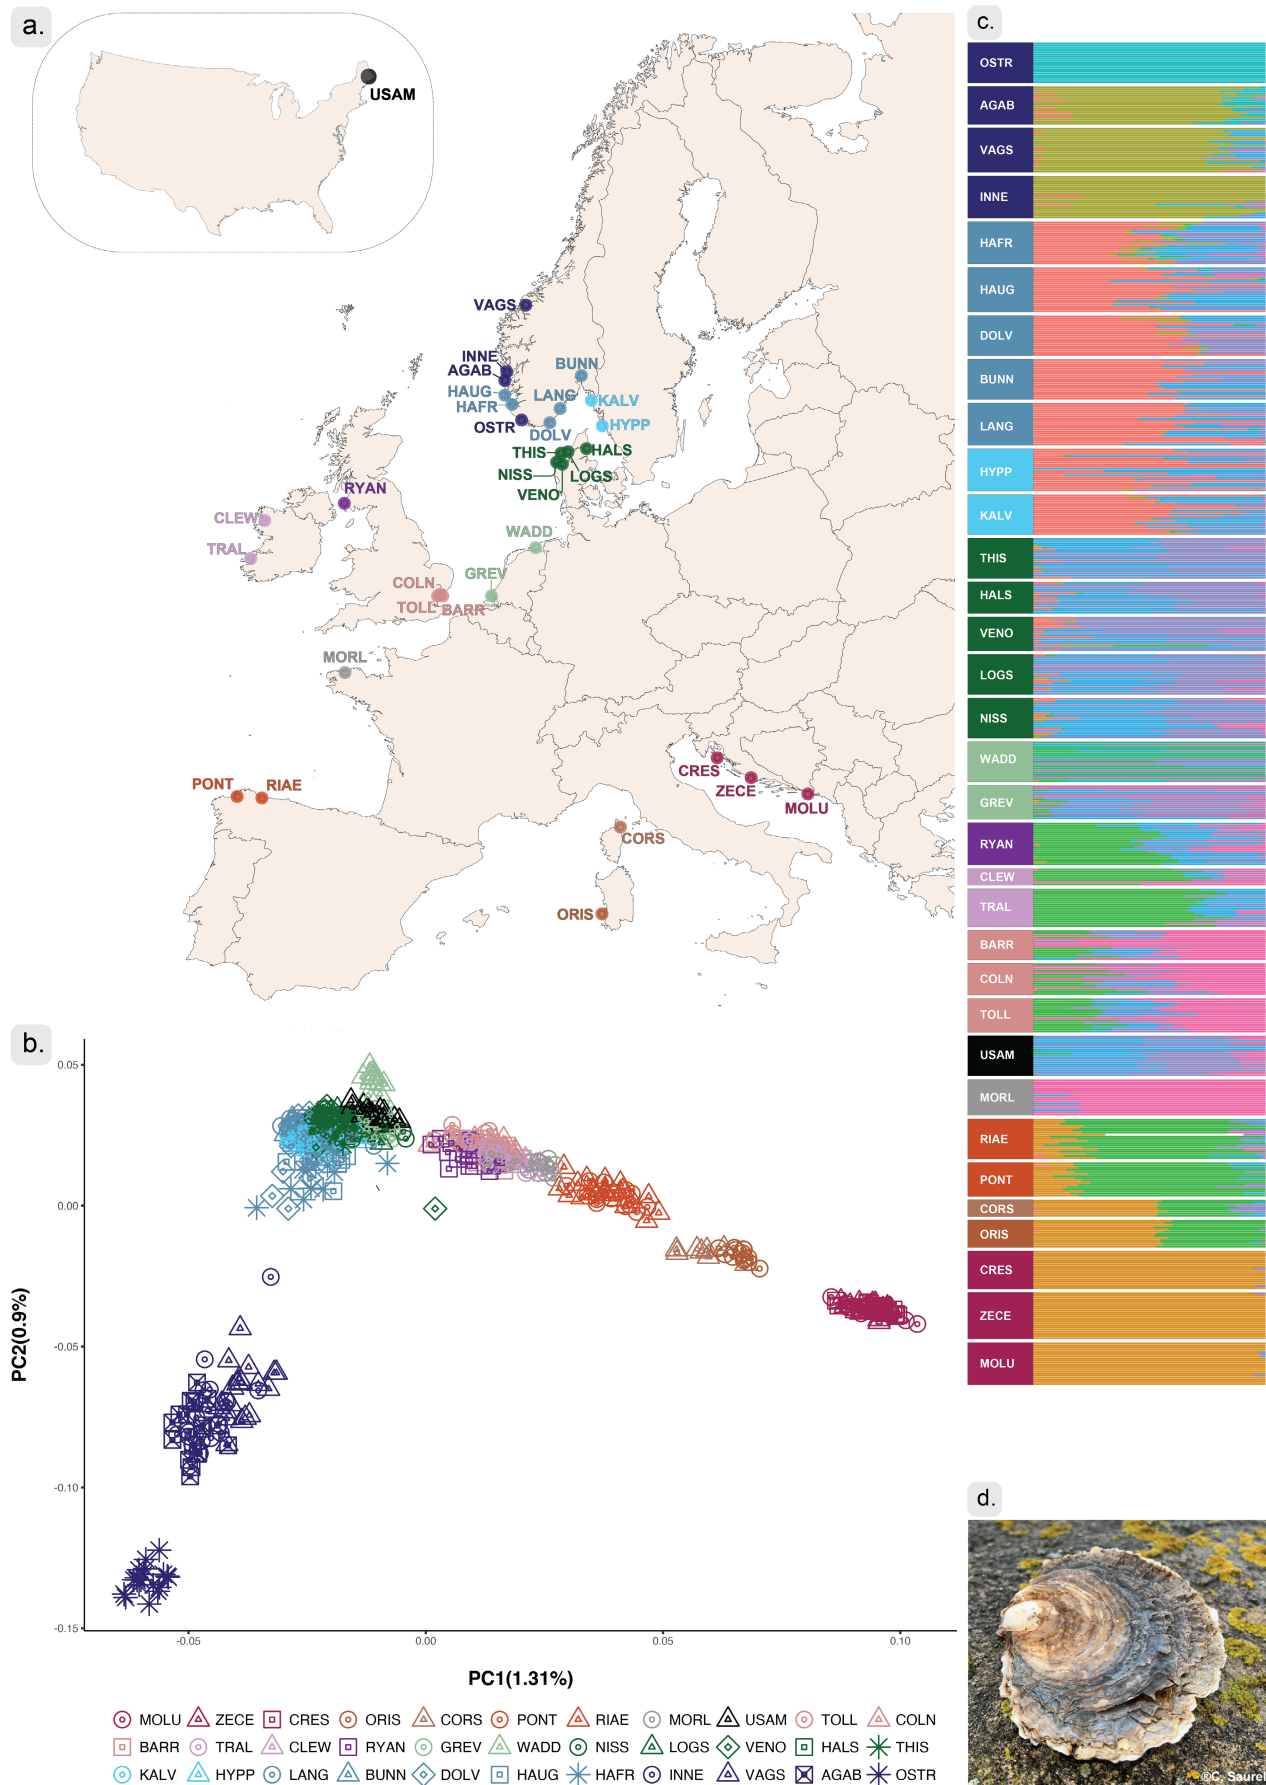 a.
USAM
VAGS
INNE
AGAB
HAUG
HAFR
OSTR
BUNN
LANG
KALV
DOLV
HYPP
THIS
HALS
NISS
LOGS
VENO
RYAN
CLEW
TRAL
WADD
GREV
COLN
TOLL
BARR
MORL
PONT
RIAE
CRES
ZECE
MOLU
CORS
ORIS
b.
0.05
0.00
-0.05
-0.10
-0.15
PC2(0.9%)
-0.05
0.00
0.05
0.10
PC1(1.31%)
MOLU ZECE CRES ORIS CORS PONT RIAE MORL USAM TOLL COLN
BARR TRAL CLEW RYAN GREV WADD NISS LOGS VENO HALS THIS
KALV HYPP LANG BUNN DOLV HAUG HAFR INNE VAGS AGAB OSTR
c.
OSTR
AGAB
VAGS
INNE
HAFR
HAUG
DOLV
BUNN
LANG
HYPP
KALV
THIS
HALS
VENO
LOGS
NISS
WADD
GREV
RYAN
CLEW
TRAL
BARR
COLN
TOLL
USAM
MORL
RIAE
PONT
CORS
ORIS
CRES
ZECE
MOLU
d.
®C. Saurel